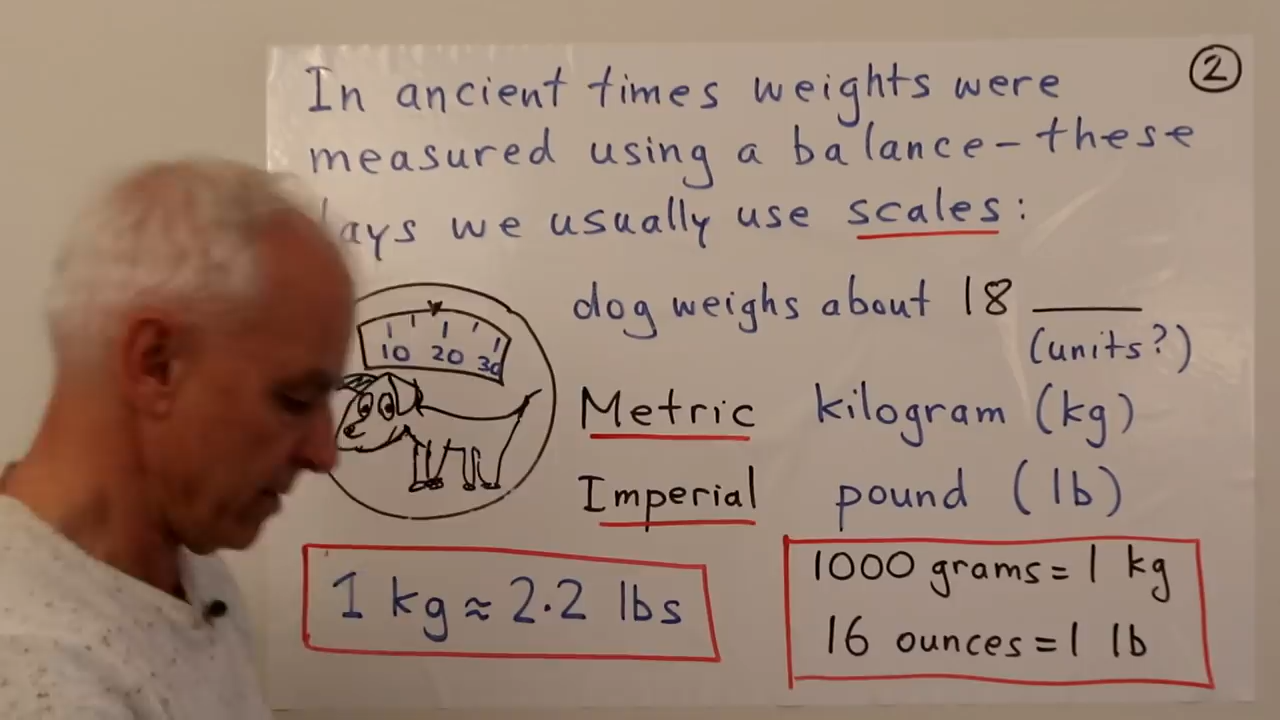 In ancient times weights were
②
measured using a balance - these
we usually use scales:
dog weighs about 18 ____
(units?)
10 20 30
Metric kilogram (kg)
Imperial pound (lb)
1 kg ≈ 2.2 lbs
1000 grams = 1 kg
16 ounces = 1 lb